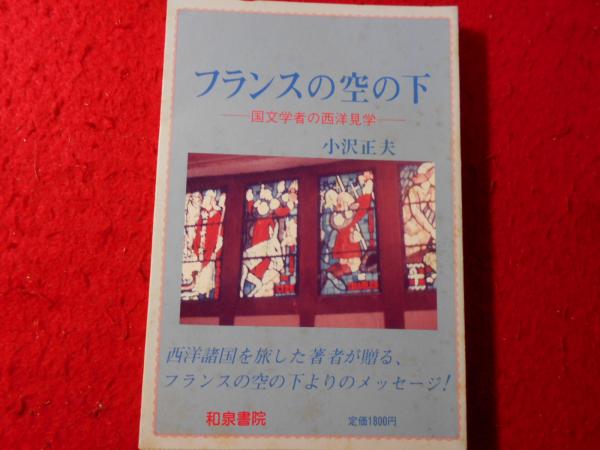 フランスの空の下
―国文学者の西洋見学―
小沢正夫
西洋諸国を旅した著者が贈る、
フランスの空の下よりのメッセージ!
和泉書院 定価1800円